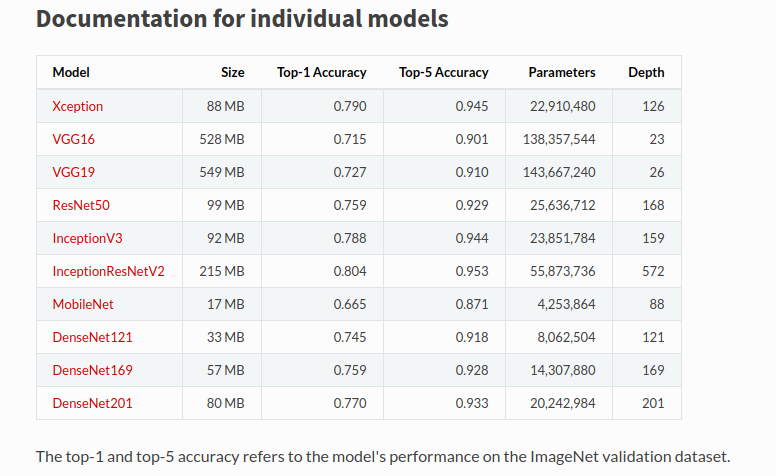 Documentation for individual models
Model Size Top-1 Accuracy Top-5 Accuracy Parameters Depth
Xception 88 MB 0.790 0.945 22,910,480 126
VGG16 528 MB 0.715 0.901 138,357,544 23
VGG19 549 MB 0.727 0.910 143,667,240 26
ResNet50 99 MB 0.759 0.929 25,636,712 168
InceptionV3 92 MB 0.788 0.944 23,851,784 159
InceptionResNetV2 215 MB 0.804 0.953 55,873,736 572
MobileNet 17 MB 0.665 0.871 4,253,864 88
DenseNet121 33 MB 0.745 0.918 8,062,504 121
DenseNet169 57 MB 0.759 0.928 14,307,880 169
DenseNet201 80 MB 0.770 0.933 20,242,984 201
The top-1 and top-5 accuracy refers to the model's performance on the ImageNet validation dataset.